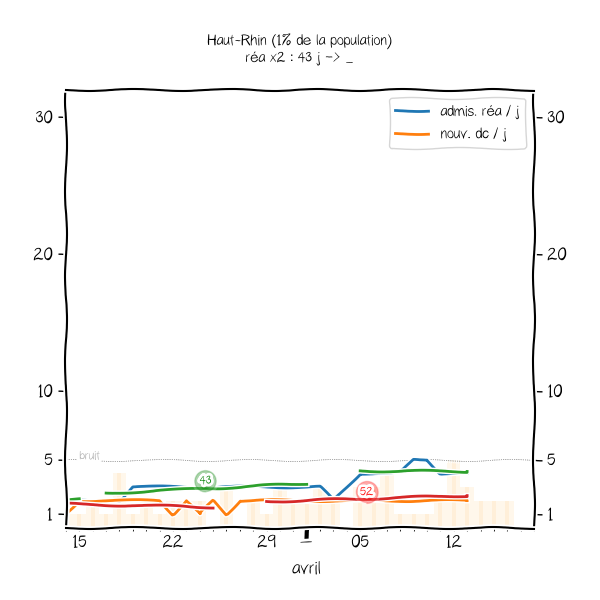 Haut-Rhin (1% de la population)
réa x2 : 43 j -> _
admis. réa / j
nouv. dc / j
30
30
20
20
10
10
bruit
5
5
43
52
1
1
15
22
29
05
12
avril